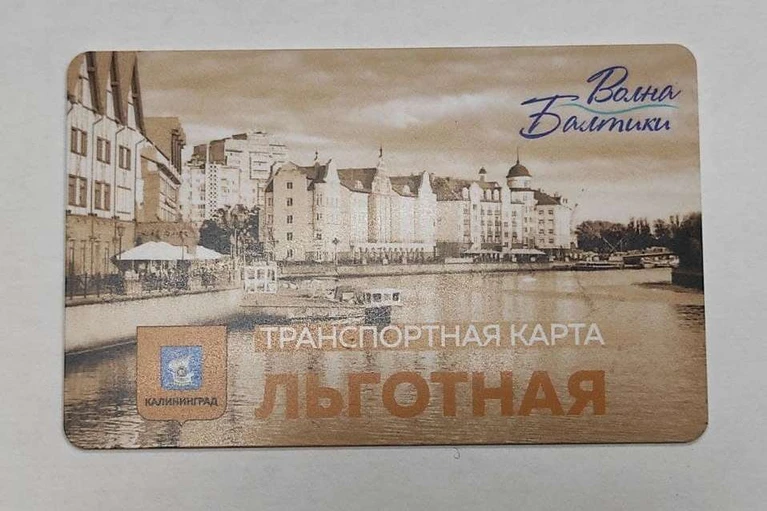 Волна
Балтики
ТРАНСПОРТНАЯ КАРТА
ЛЬГОТНАЯ
КАЛИНИНГРАД